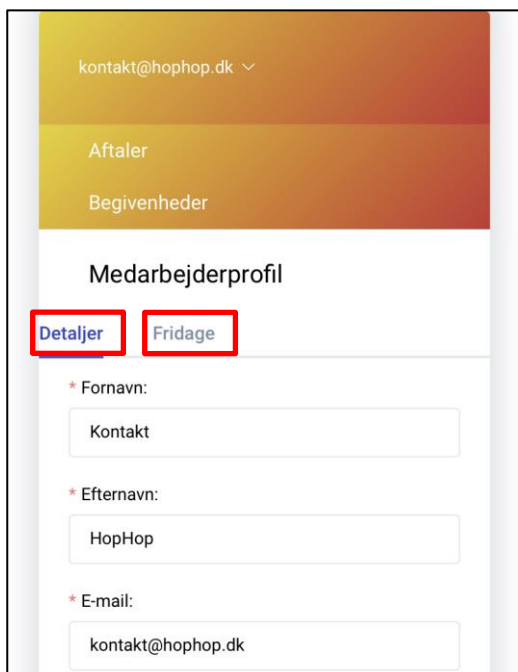 kontakt@hophop.dk
Aftaler
Begivenheder
Medarbejderprofil
Detaljer Fridage
* Fornavn:
Kontakt
* Efternavn:
HopHop
* E-mail:
kontakt@hophop.dk